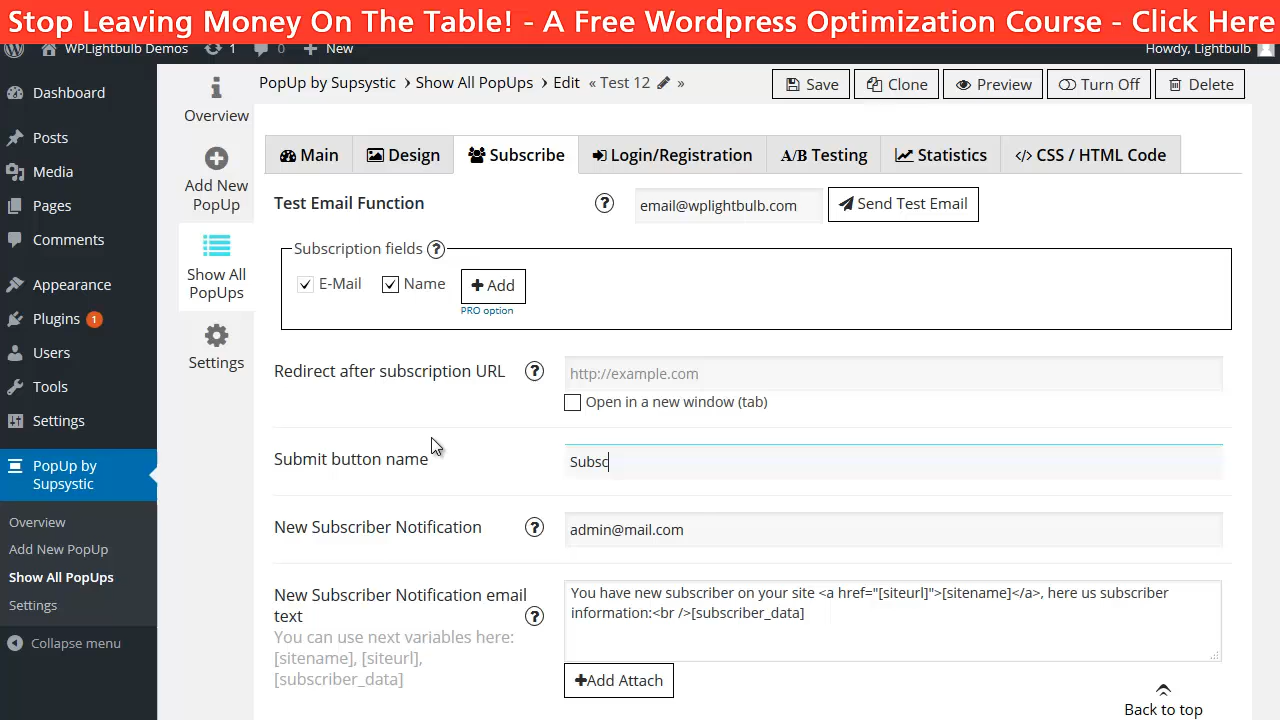 Stop Leaving Money On The Table! - A Free Wordpress Optimization Course - Click Here
WPLightbulb Demos 1 0 New Howdy, Lightbulb
Dashboard
Posts
Media
Pages
Comments
Appearance
Plugins 1
Users
Tools
Settings
PopUp by
Supsystic
Overview
Add New PopUp
Show All PopUps
Settings
Collapse menu
Overview
Add New
PopUp
Show All
PopUps
Settings
PopUp by Supsystic › Show All PopUps › Edit « Test 12 »
Save Clone Preview Turn Off Delete
Main Design Subscribe Login/Registration A/B Testing Statistics </> CSS / HTML Code
Test Email Function ? email@wplightbulb.com Send Test Email
Subscription fields ?
E-Mail Name + Add
PRO option
Redirect after subscription URL ? http://example.com
Open in a new window (tab)
Submit button name Subsc
New Subscriber Notification ? admin@mail.com
New Subscriber Notification email
text ?
You can use next variables here:
[sitename], [siteurl],
[subscriber_data]
You have new subscriber on your site <a href="[siteurl]">[sitename]</a>, here us subscriber
information:<br />[subscriber_data]
+Add Attach
Back to top